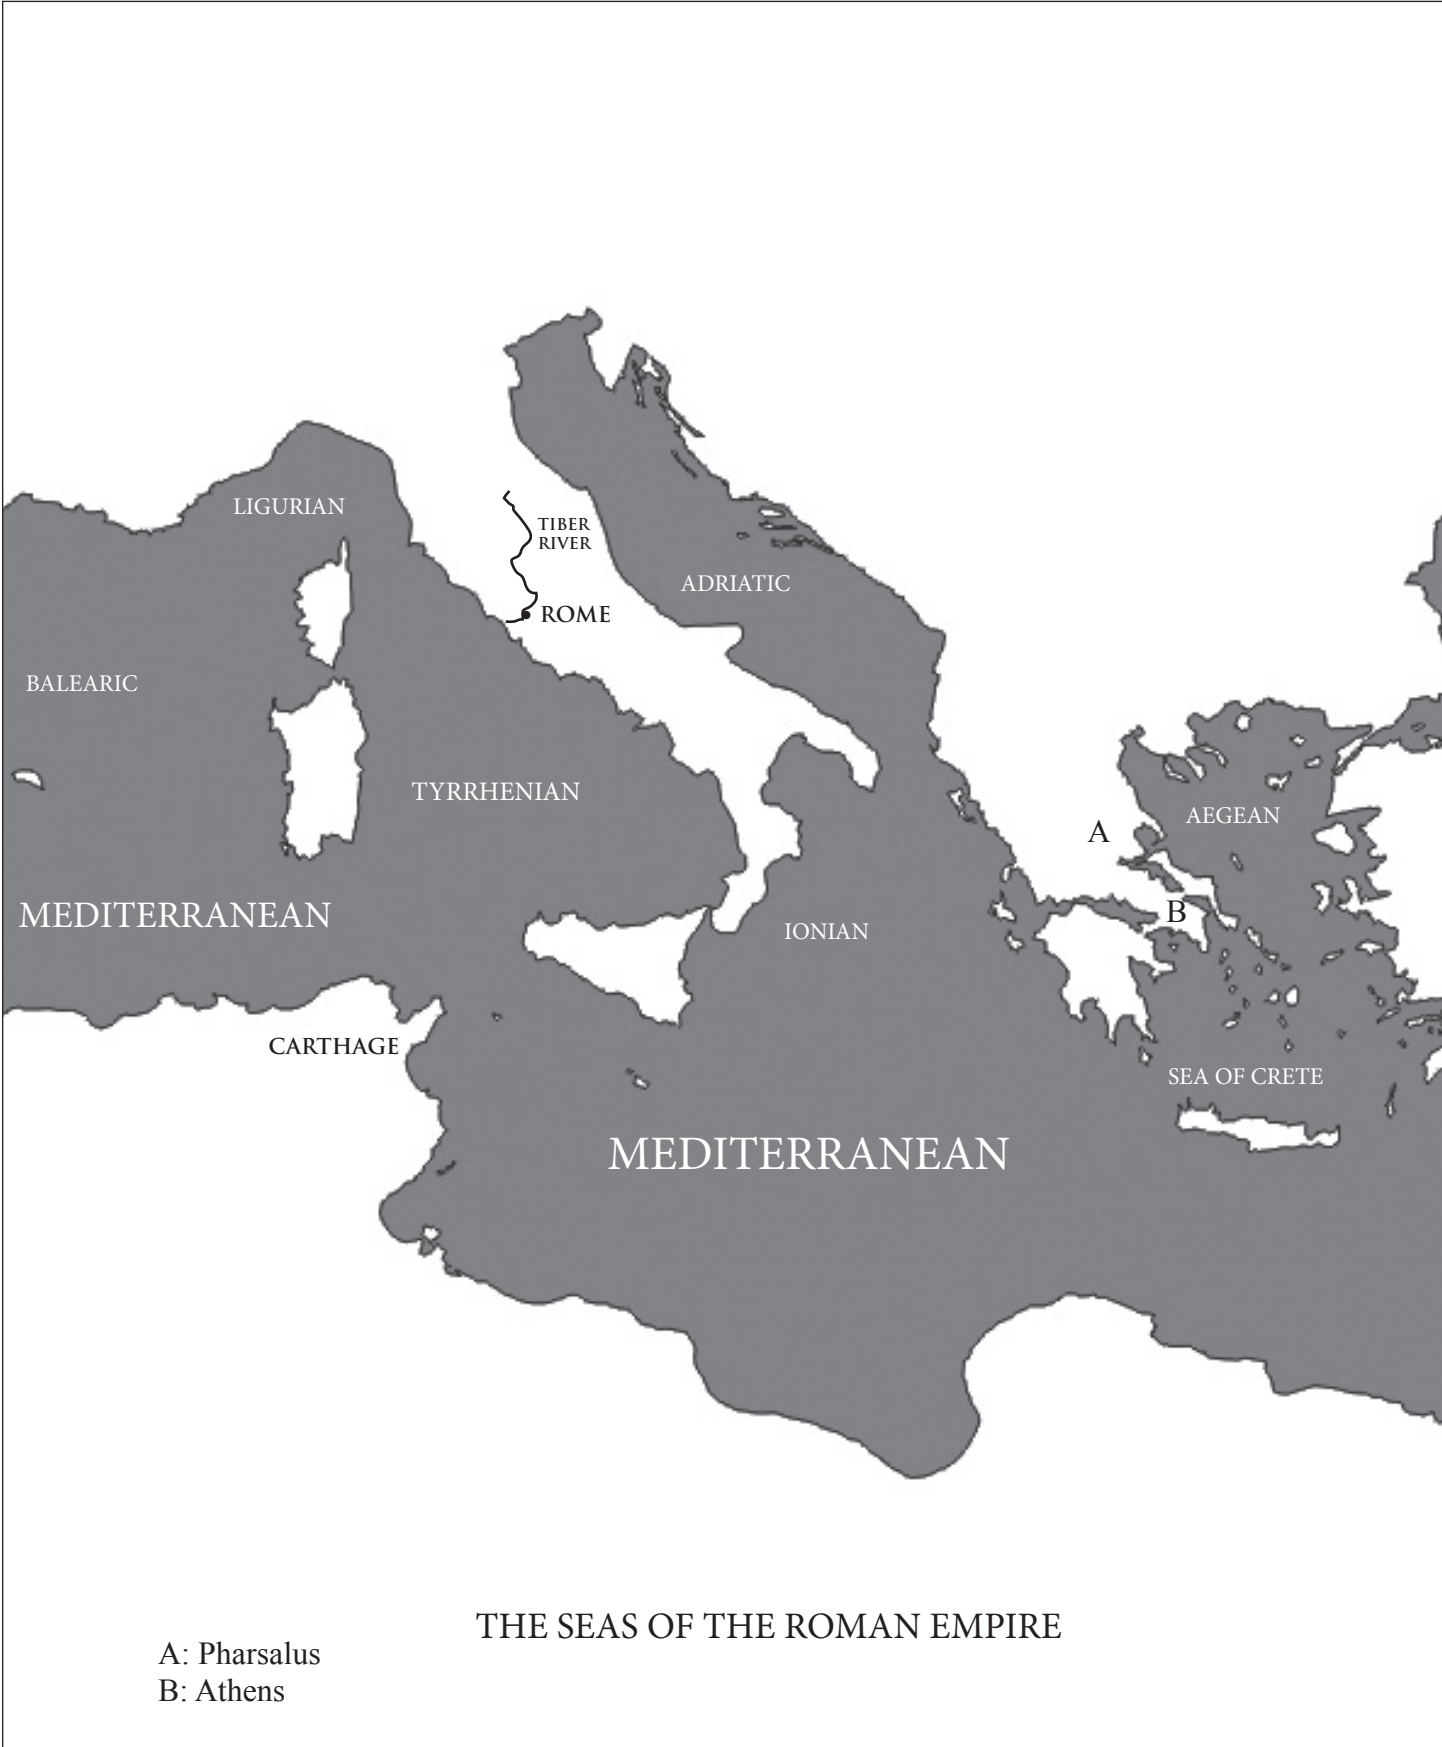 LIGURIAN
TIBER
RIVER
ADRIATIC
ROME
BALEARIC
TYRRHENIAN
AEGEAN
A
B
MEDITERRANEAN
IONIAN
CARTHAGE
SEA OF CRETE
MEDITERRANEAN
THE SEAS OF THE ROMAN EMPIRE
A: Pharsalus
B: Athens